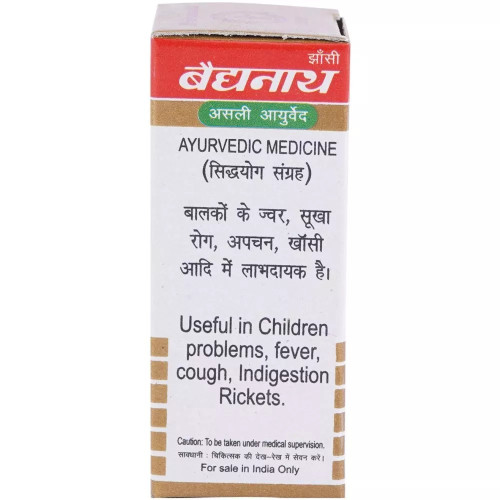 झाँसी
बैद्यनाथ
असली आयुर्वेद
AYURVEDIC MEDICINE
(सिद्धयोग संग्रह)
बालकों के ज्वर, सूखा
रोग, अपचन, खाँसी
आदि में लाभदायक है।
Useful in Children
problems, fever,
cough, Indigestion
Rickets.
Caution: To be taken under medical supervision.
सावधानी : चिकित्सक की देख-रेख में सेवन करें।
For sale in India Only